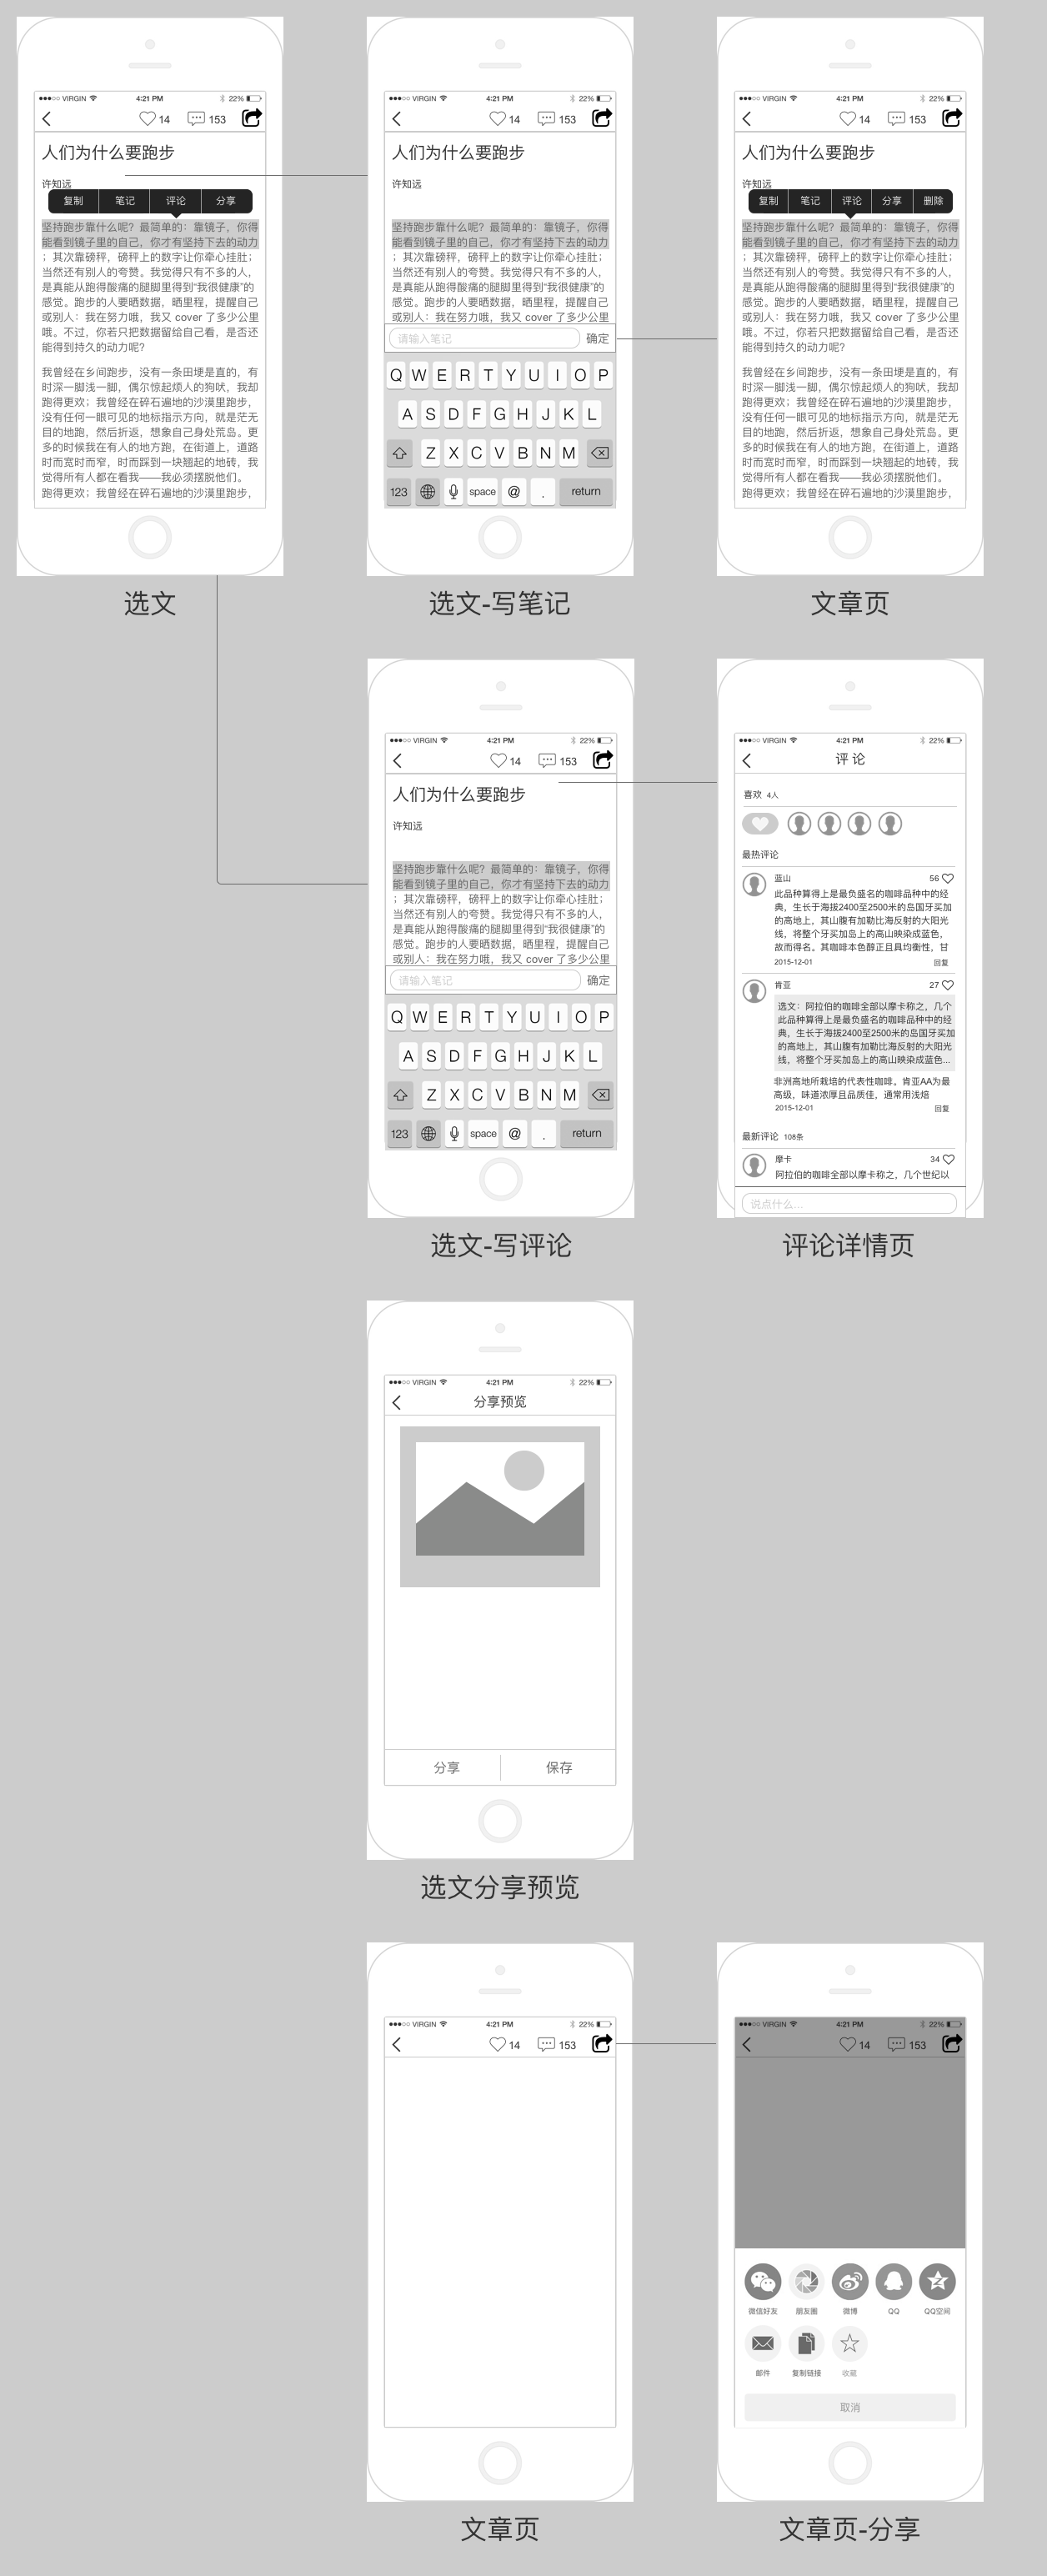 VIRGIN 4:21 PM 22%
14 153
人们为什么要跑步
许知远
复制 笔记 评论 分享
坚持跑步靠什么呢？最简单的：靠镜子，你得
能看到镜子里的自己，你才有坚持下去的动力
；其次靠磅秤，磅秤上的数字让你牵心挂肚；
当然还有别人的夸赞。我觉得只有不多的人，
是真能从跑得酸痛的腿脚里得到“我很健康”的
感觉。跑步的人要晒数据，晒里程，提醒自己
或别人：我在努力哦，我又 cover 了多少公里
哦。不过，你若只把数据留给自己看，是否还
能得到持久的动力呢？
我曾经在乡间跑步，没有一条田埂是直的，有
时深一脚浅一脚，偶尔惊起烦人的狗吠，我却
跑得更欢；我曾经在碎石遍地的沙漠里跑步，
没有任何一眼可见的地标指示方向，就是茫无
目的地跑，然后折返，想象自己身处荒岛。更
多的时候我在有人的地方跑，在街道上，道路
时而宽时而窄，时而踩到一块翘起的地砖，我
觉得所有人都在看我——我必须摆脱他们。
跑得更欢；我曾经在碎石遍地的沙漠里跑步，
选文
VIRGIN 4:21 PM 22%
14 153
人们为什么要跑步
许知远
坚持跑步靠什么呢？最简单的：靠镜子，你得
能看到镜子里的自己，你才有坚持下去的动力
；其次靠磅秤，磅秤上的数字让你牵心挂肚；
当然还有别人的夸赞。我觉得只有不多的人，
是真能从跑得酸痛的腿脚里得到“我很健康”的
感觉。跑步的人要晒数据，晒里程，提醒自己
或别人：我在努力哦，我又 cover 了多少公里
请输入笔记 确定
Q W E R T Y U I O P
A S D F G H J K L
Z X C V B N M
123 space @ . return
选文-写笔记
VIRGIN 4:21 PM 22%
14 153
人们为什么要跑步
许知远
复制 笔记 评论 分享 删除
坚持跑步靠什么呢？最简单的：靠镜子，你得
能看到镜子里的自己，你才有坚持下去的动力
；其次靠磅秤，磅秤上的数字让你牵心挂肚；
当然还有别人的夸赞。我觉得只有不多的人，
是真能从跑得酸痛的腿脚里得到“我很健康”的
感觉。跑步的人要晒数据，晒里程，提醒自己
或别人：我在努力哦，我又 cover 了多少公里
哦。不过，你若只把数据留给自己看，是否还
能得到持久的动力呢？
我曾经在乡间跑步，没有一条田埂是直的，有
时深一脚浅一脚，偶尔惊起烦人的狗吠，我却
跑得更欢；我曾经在碎石遍地的沙漠里跑步，
没有任何一眼可见的地标指示方向，就是茫无
目的地跑，然后折返，想象自己身处荒岛。更
多的时候我在有人的地方跑，在街道上，道路
时而宽时而窄，时而踩到一块翘起的地砖，我
觉得所有人都在看我——我必须摆脱他们。
跑得更欢；我曾经在碎石遍地的沙漠里跑步，
文章页
VIRGIN 4:21 PM 22%
14 153
人们为什么要跑步
许知远
坚持跑步靠什么呢？最简单的：靠镜子，你得
能看到镜子里的自己，你才有坚持下去的动力
；其次靠磅秤，磅秤上的数字让你牵心挂肚；
当然还有别人的夸赞。我觉得只有不多的人，
是真能从跑得酸痛的腿脚里得到“我很健康”的
感觉。跑步的人要晒数据，晒里程，提醒自己
或别人：我在努力哦，我又 cover 了多少公里
请输入笔记 确定
Q W E R T Y U I O P
A S D F G H J K L
Z X C V B N M
123 space @ . return
选文-写评论
VIRGIN 4:21 PM 22%
评 论
喜欢 4人
最热评论
蓝山 56
此品种算得上是最负盛名的咖啡品种中的经
典，生长于海拔2400至2500米的岛国牙买加
的高地上，其山腹有加勒比海反射的大阳光
线，将整个牙买加岛上的高山映染成蓝色，
故而得名。其咖啡本色醇正且具均衡性，甘
2015-12-01 回复
肯亚 27
选文：阿拉伯的咖啡全部以摩卡称之，几个
此品种算得上是最负盛名的咖啡品种中的经
典，生长于海拔2400至2500米的岛国牙买加
的高地上，其山腹有加勒比海反射的大阳光
线，将整个牙买加岛上的高山映染成蓝色...
非洲高地所栽培的代表性咖啡。肯亚AA为最
高级，味道浓厚且品质佳，通常用浅焙
2015-12-01 回复
最新评论 108条
摩卡 34
阿拉伯的咖啡全部以摩卡称之，几个世纪以
说点什么...
评论详情页
VIRGIN 4:21 PM 22%
分享预览
分享 保存
选文分享预览
VIRGIN 4:21 PM 22%
14 153
文章页
VIRGIN 4:21 PM 22%
14 153
微信好友 朋友圈 微博 QQ QQ空间
邮件 复制链接 收藏
取消
文章页-分享